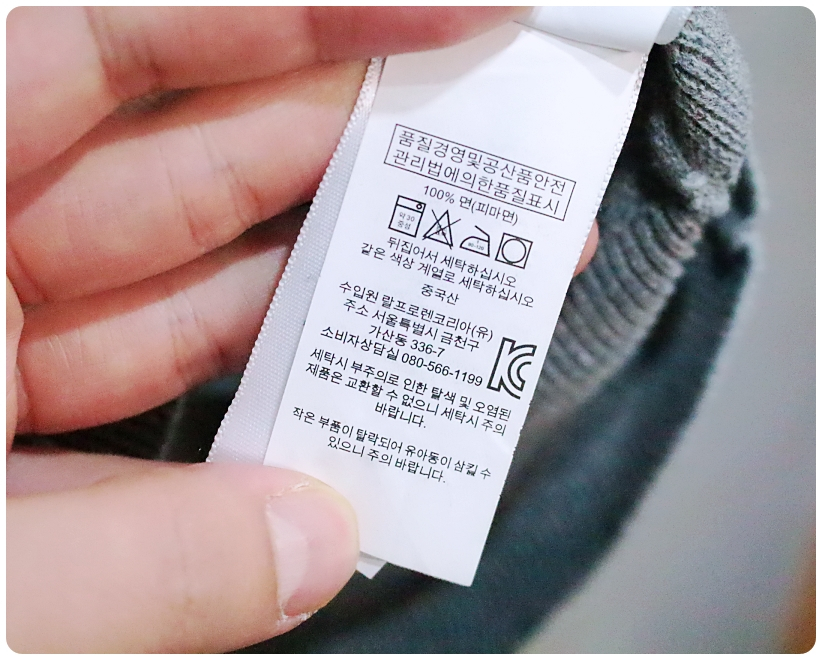 품질경영및공산품안전
관리법에의한품질표시
100% 면(피마면)
약 30
중성
80-120
뒤집어서 세탁하십시오
같은 색상 계열로 세탁하십시오
중국산
수입원 랄프로렌코리아(유)
주소 서울특별시 금천구
가산동 336-7
소비자상담실 080-566-1199
세탁시 부주의로 인한 탈색 및 오염된
제품은 교환할 수 없으니 세탁시 주의
바랍니다.
작은 부품이 탈락되어 유아동이 삼킬 수
있으니 주의 바랍니다.